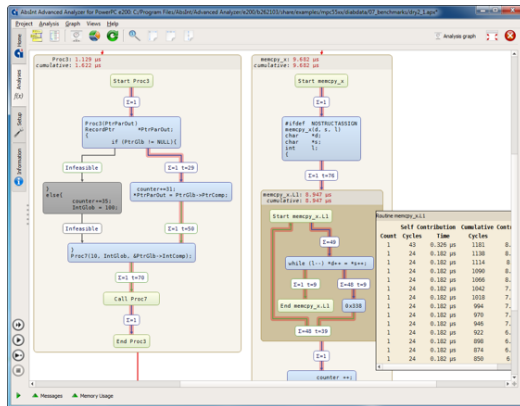 AbsInt Advanced Analyzer for PowerPC e200: C:/Program Files/AbsInt/Advanced Analyzer/e200/b262103/share/examples/mpc55xx/diabdata/07_benchmarks/dry2_1.apx*
Project Analysis Graph Views Help
Analysis graph
Home
Analyses
f(x)
Setup
Information
Proc3: 1.129 µs
cumulative: 1.622 µs
Start Proc3
Σ=1
Proc3(PtrParOut)
RecordPtr *PtrParOut;
{
if (PtrGlb != NULL){
Infeasible
Σ=1 t=29
}
else{
counter+=35;
IntGlob = 100;
counter+=31;
*PtrParOut = PtrGlb->PtrComp;
Infeasible
Σ=1 t=50
}
Proc7(10, IntGlob, &PtrGlb->IntComp);
Σ=1 t=70
Call Proc7
Σ=1
End Proc3
memcpy_x: 9.682 µs
cumulative: 9.682 µs
Start memcpy_x
Σ=1
#ifdef NOSTRUCTASSIGN
memcpy_x(d, s, l)
char *d;
char *s;
int l;
{
Σ=1 t=76
memcpy_x.L1: 8.947 µs
cumulative: 8.947 µs
Start memcpy_x.L1
Σ=49
while (l--) *d++ = *s++;
Σ=1 t=9
Σ=48 t=9
End memcpy_x.L1
0x338
Σ=48 t=39
Σ=1
counter ++;
Routine memcpy_x.L1
Self Contribution Cumulative
Count Cycles Time Cycles
1 43 0.326 µs 1181
1 24 0.182 µs 1138
1 24 0.182 µs 1114
1 24 0.182 µs 1090
1 24 0.182 µs 1066
1 24 0.182 µs 1042
1 24 0.182 µs 1018
1 24 0.182 µs 994
1 24 0.182 µs 970
1 24 0.182 µs 946
1 24 0.182 µs 922
1 24 0.182 µs 898
1 24 0.182 µs 874
1 24 0.182 µs 850
Messages Memory Usage